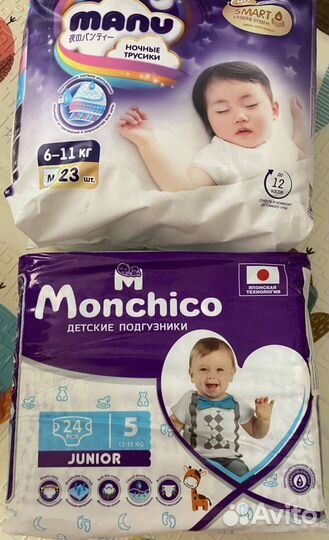 MANU
夜のパンティー
НОЧНЫЕ
ТРУСИКИ
SMART
6-11 КГ
M 23 шт.
ДО
12
ЧАСОВ
M
Monchico
ДЕТСКИЕ ПОДГУЗНИКИ
ЯПОНСКАЯ
ТЕХНОЛОГИЯ
24
PCS
5
JUNIOR
Avito